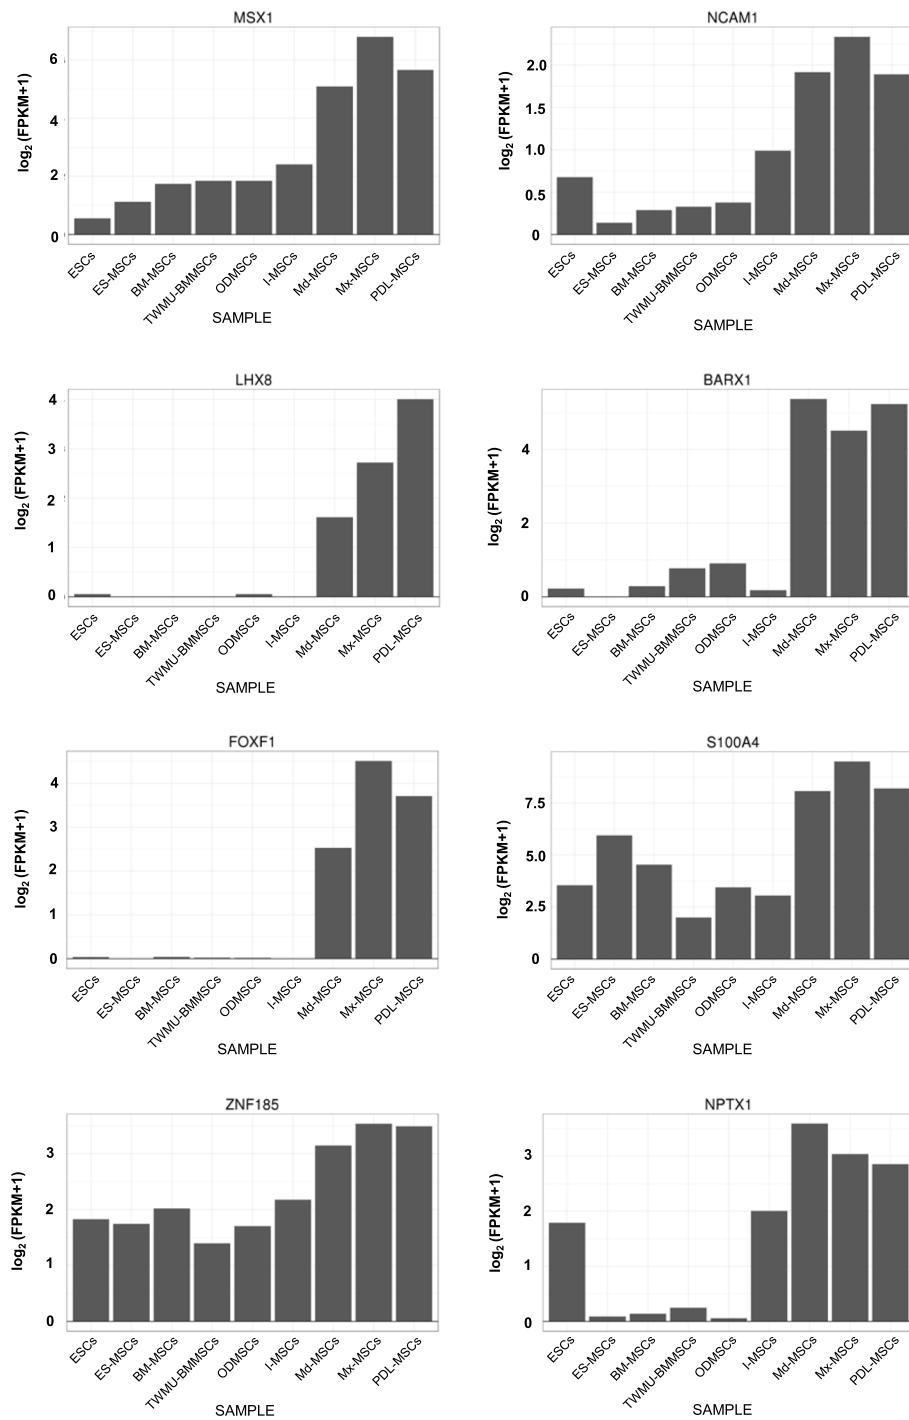 MSX1
log2 (FPKM+1)
6
4
2
0
ESCs
ES-MSCs
BM-MSCs
TWMU-BMMSCs
ODMSCs
I-MSCs
Md-MSCs
Mx-MSCs
PDL-MSCs
SAMPLE
NCAM1
log2 (FPKM+1)
2.0
1.5
1.0
0.5
0
ESCs
ES-MSCs
BM-MSCs
TWMU-BMMSCs
ODMSCs
I-MSCs
Md-MSCs
Mx-MSCs
PDL-MSCs
SAMPLE
LHX8
log2 (FPKM+1)
4
3
2
1
0
ESCs
ES-MSCs
BM-MSCs
TWMU-BMMSCs
ODMSCs
I-MSCs
Md-MSCs
Mx-MSCs
PDL-MSCs
SAMPLE
BARX1
log2 (FPKM+1)
4
2
0
ESCs
ES-MSCs
BM-MSCs
TWMU-BMMSCs
ODMSCs
I-MSCs
Md-MSCs
Mx-MSCs
PDL-MSCs
SAMPLE
FOXF1
log2 (FPKM+1)
4
3
2
1
0
ESCs
ES-MSCs
BM-MSCs
TWMU-BMMSCs
ODMSCs
I-MSCs
Md-MSCs
Mx-MSCs
PDL-MSCs
SAMPLE
S100A4
log2 (FPKM+1)
7.5
5.0
2.5
0
ESCs
ES-MSCs
BM-MSCs
TWMU-BMMSCs
ODMSCs
I-MSCs
Md-MSCs
Mx-MSCs
PDL-MSCs
SAMPLE
ZNF185
log2 (FPKM+1)
3
2
1
0
ESCs
ES-MSCs
BM-MSCs
TWMU-BMMSCs
ODMSCs
I-MSCs
Md-MSCs
Mx-MSCs
PDL-MSCs
SAMPLE
NPTX1
log2 (FPKM+1)
3
2
1
0
ESCs
ES-MSCs
BM-MSCs
TWMU-BMMSCs
ODMSCs
I-MSCs
Md-MSCs
Mx-MSCs
PDL-MSCs
SAMPLE